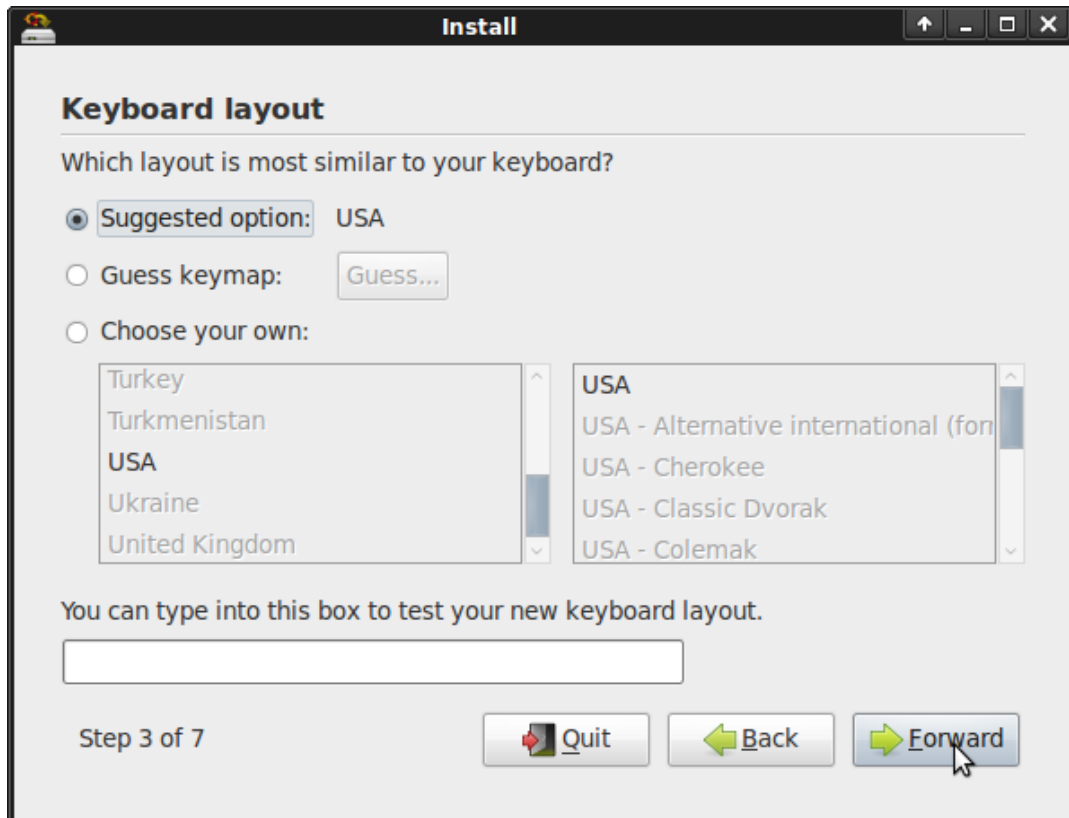 Install
Keyboard layout
Which layout is most similar to your keyboard?
Suggested option: USA
Guess keymap: Guess...
Choose your own:
Turkey
Turkmenistan
USA
Ukraine
United Kingdom
USA
USA - Alternative international (forn
USA - Cherokee
USA - Classic Dvorak
USA - Colemak
You can type into this box to test your new keyboard layout.
Step 3 of 7
Quit
Back
Forward